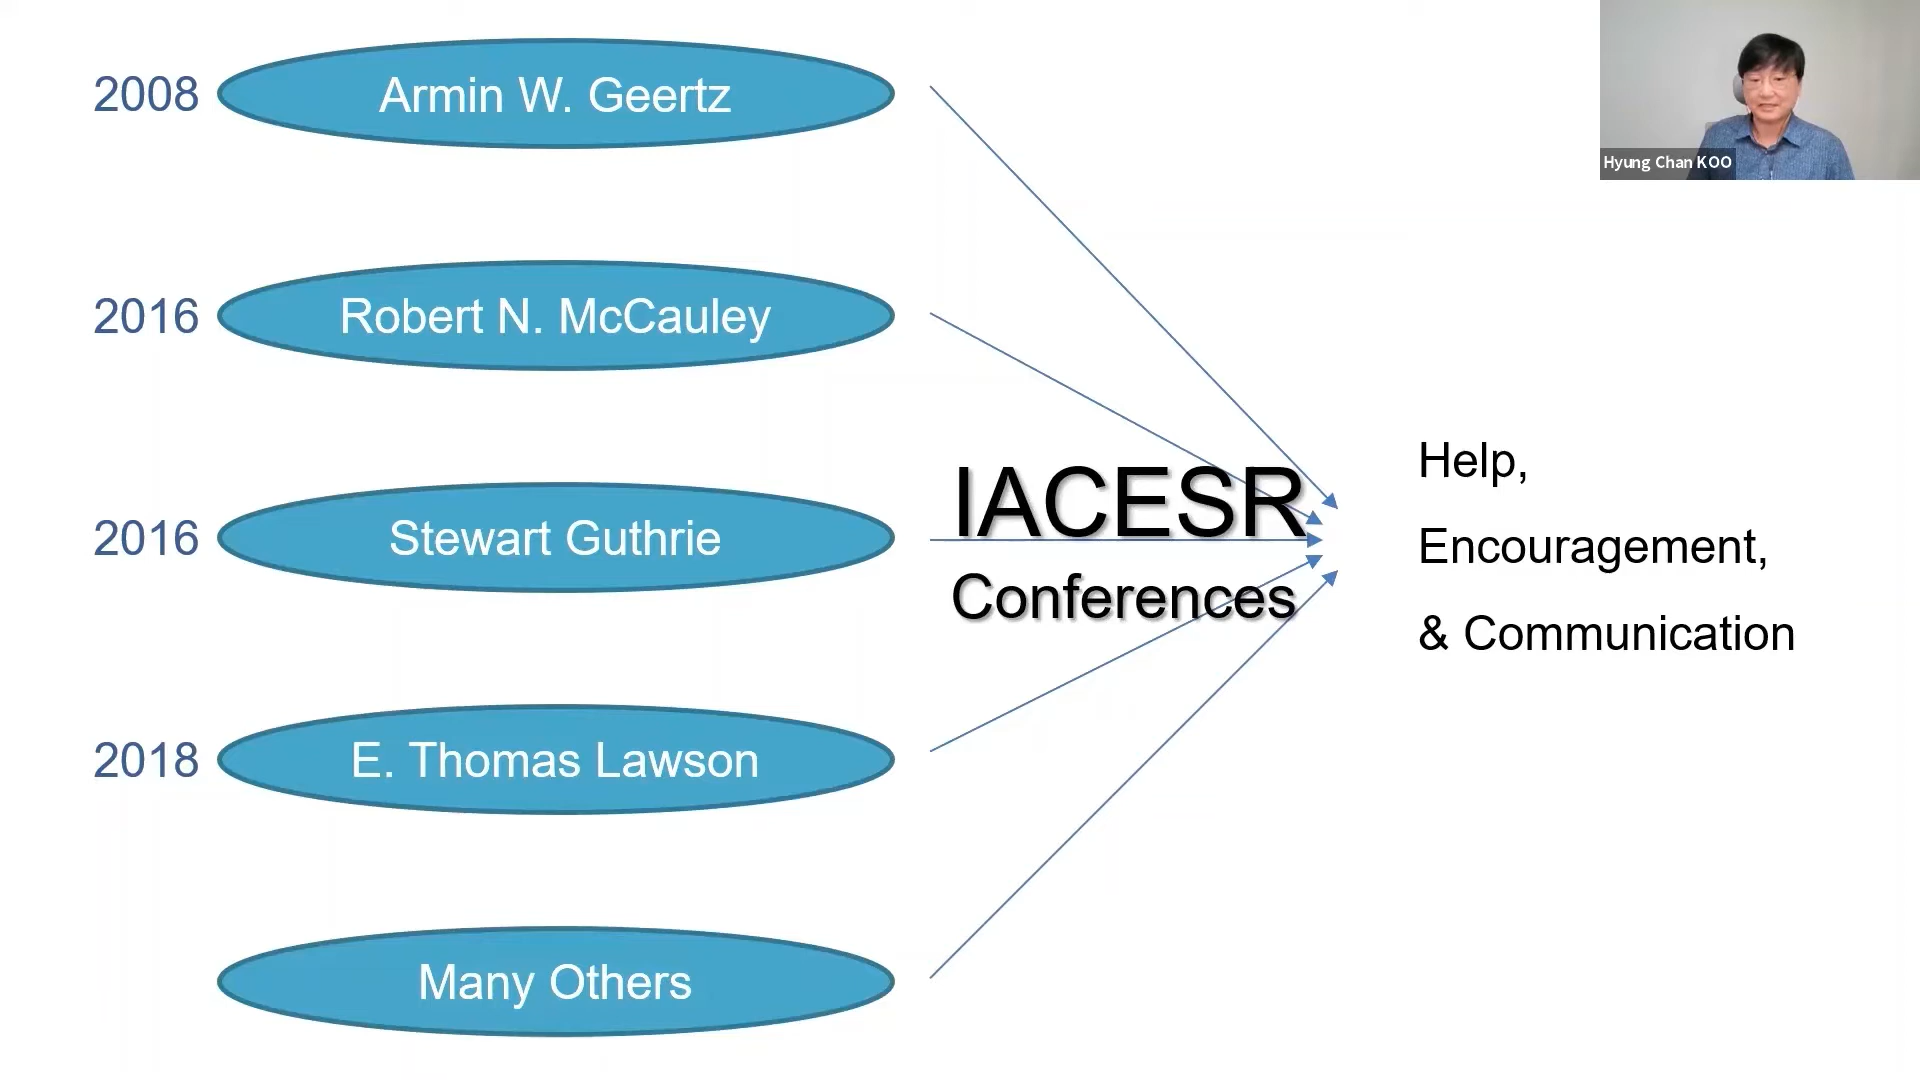 2008 Armin W. Geertz
2016 Robert N. McCauley
2016 Stewart Guthrie
2018 E. Thomas Lawson
Many Others
IACESR
Conferences
Help,
Encouragement,
& Communication
Hyung Chan KOO